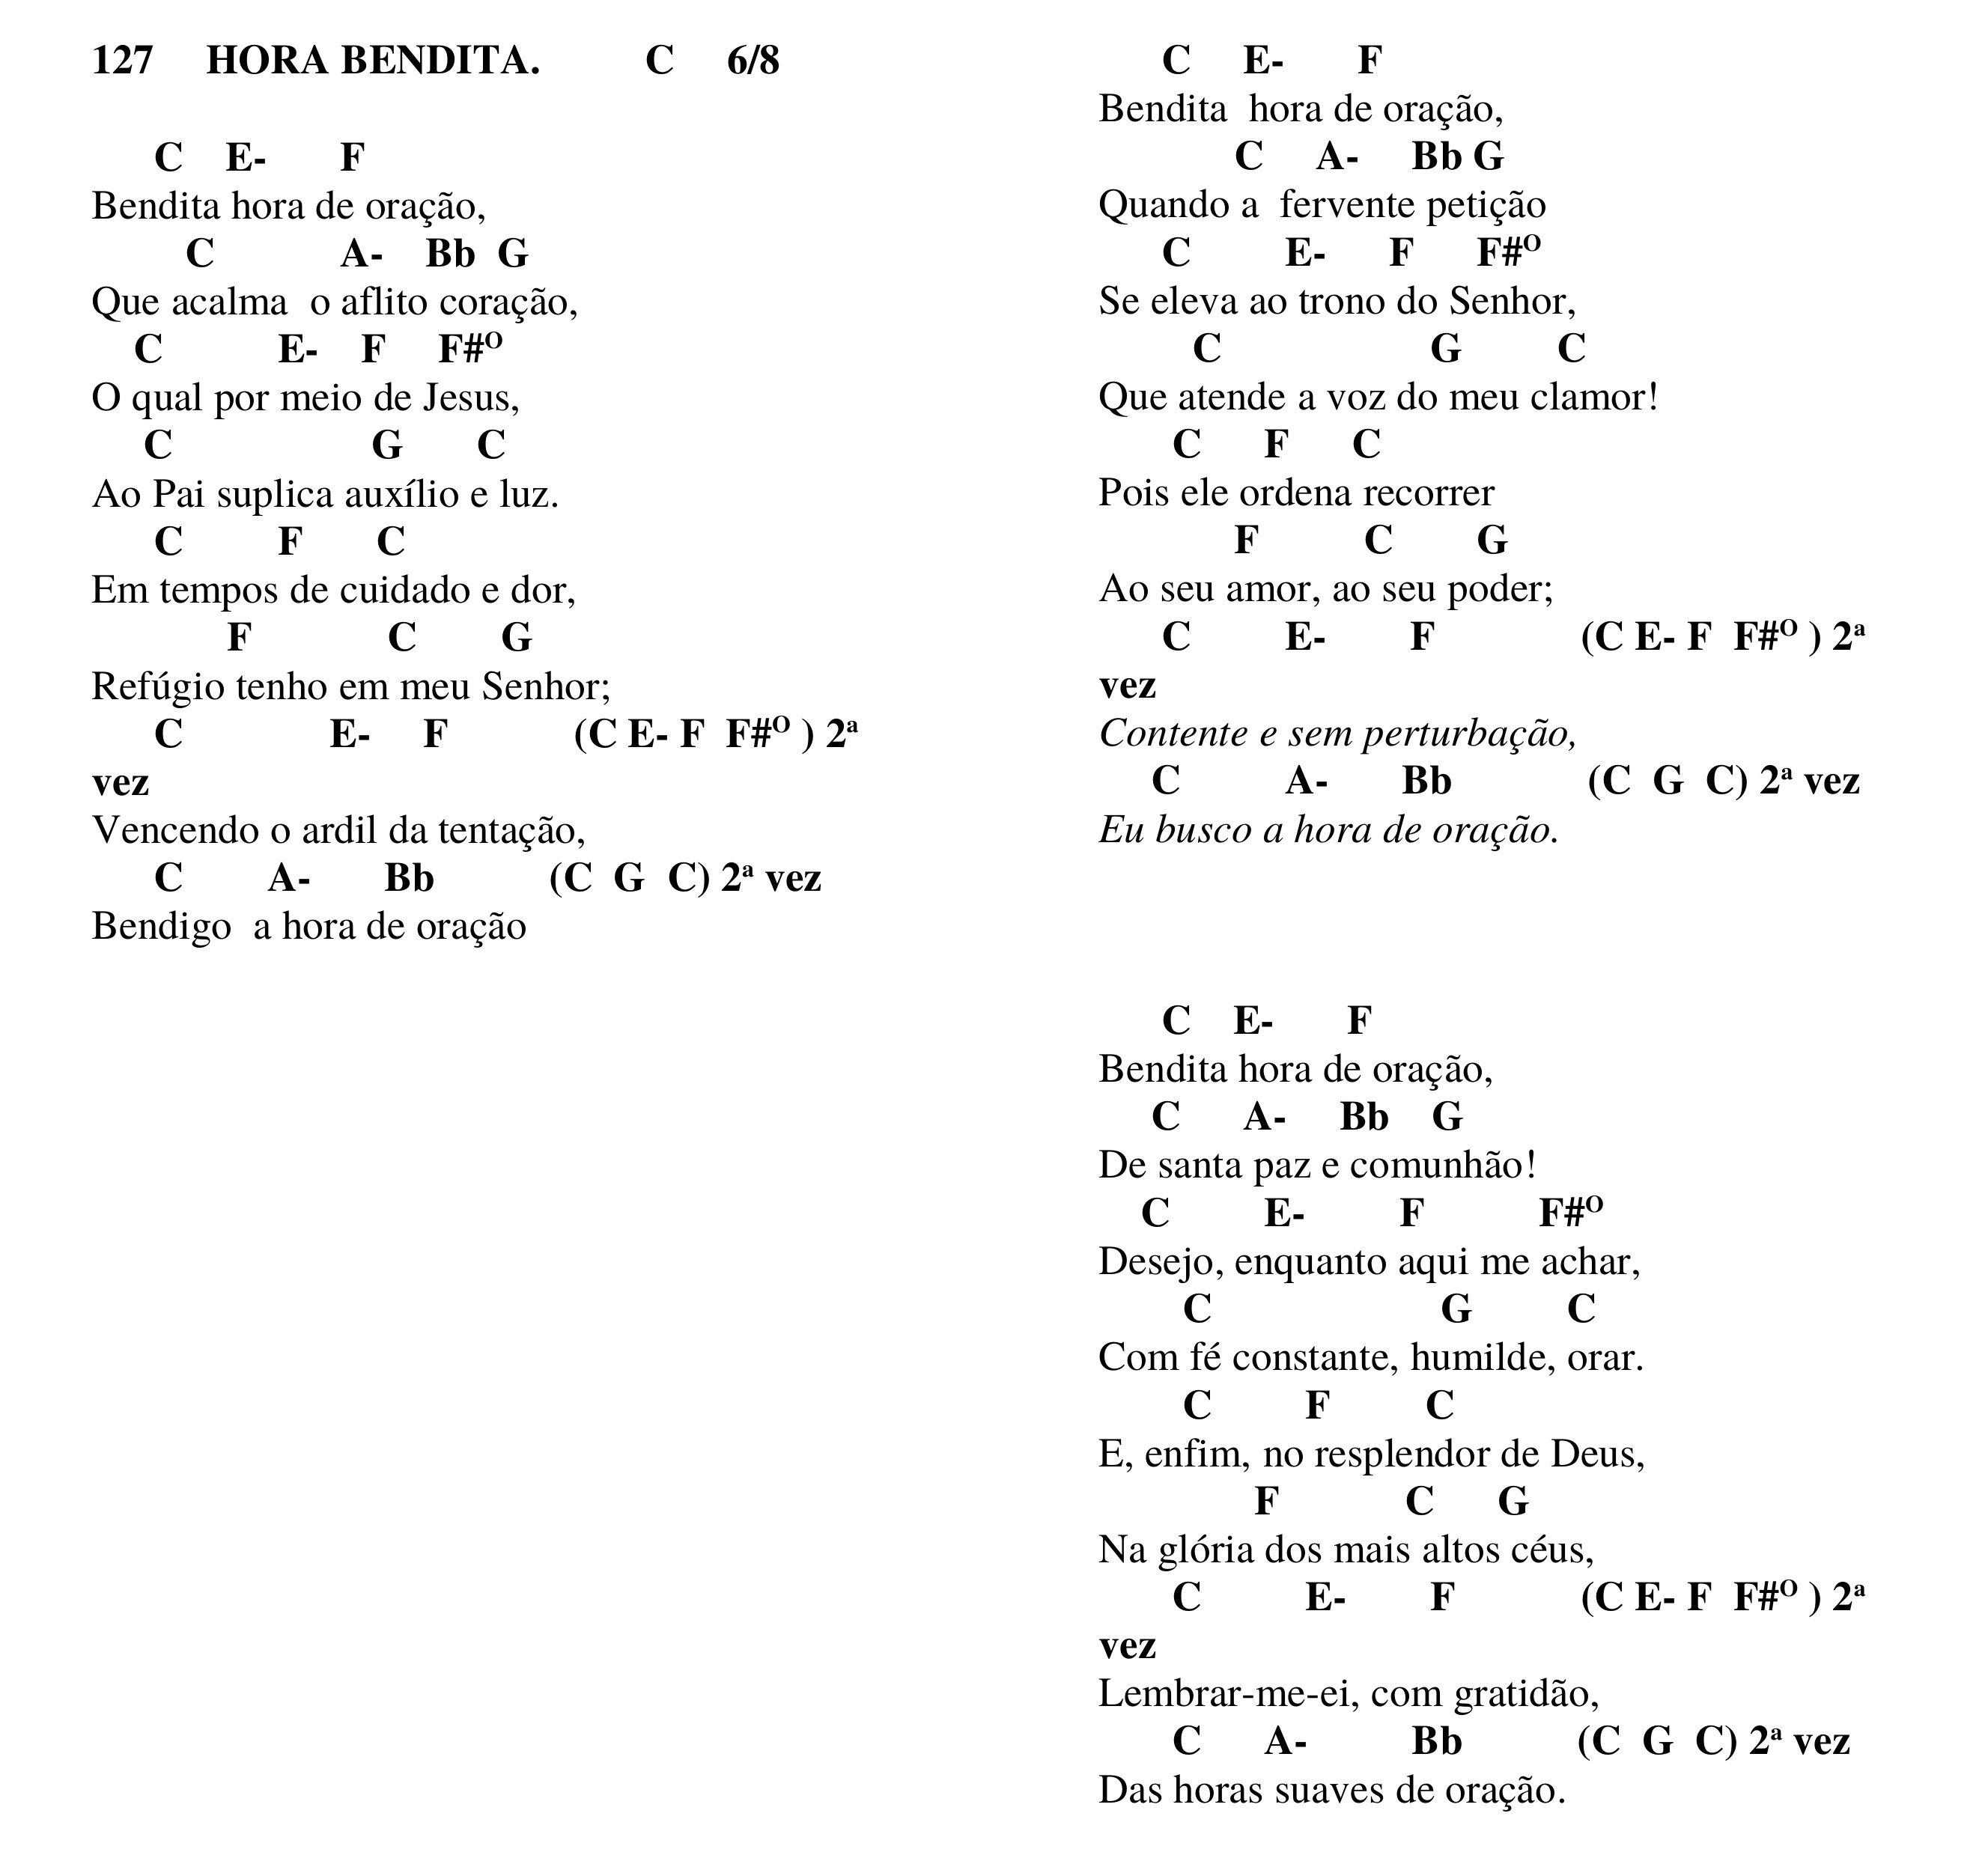 127     HORA BENDITA.          C     6/8
      C    E-       F
Bendita hora de oração,
         C            A-    Bb  G
Que acalma  o aflito coração,
    C           E-    F     F#º
O qual por meio de Jesus,
     C                   G       C
Ao Pai suplica auxílio e luz.
      C         F       C
Em tempos de cuidado e dor,
             F             C        G
Refúgio tenho em meu Senhor;
      C              E-     F            (C E- F  F#º ) 2ª
vez
Vencendo o ardil da tentação,
      C        A-       Bb           (C  G  C) 2ª vez
Bendigo  a hora de oração
      C     E-       F
Bendita  hora de oração,
             C     A-     Bb G
Quando a  fervente petição
      C         E-      F      F#º
Se eleva ao trono do Senhor,
         C                    G         C
Que atende a voz do meu clamor!
       C      F      C
Pois ele ordena recorrer
             F          C        G
Ao seu amor, ao seu poder;
      C         E-        F              (C E- F  F#º ) 2ª
vez
Contente e sem perturbação,
     C          A-       Bb             (C  G  C) 2ª vez
Eu busco a hora de oração.
      C    E-       F
Bendita hora de oração,
     C      A-     Bb    G
De santa paz e comunhão!
    C         E-         F           F#º
Desejo, enquanto aqui me achar,
        C                      G         C
Com fé constante, humilde, orar.
        C         F         C
E, enfim, no resplendor de Deus,
               F            C      G
Na glória dos mais altos céus,
       C          E-        F            (C E- F  F#º ) 2ª
vez
Lembrar-me-ei, com gratidão,
       C      A-          Bb           (C  G  C) 2ª vez
Das horas suaves de oração.